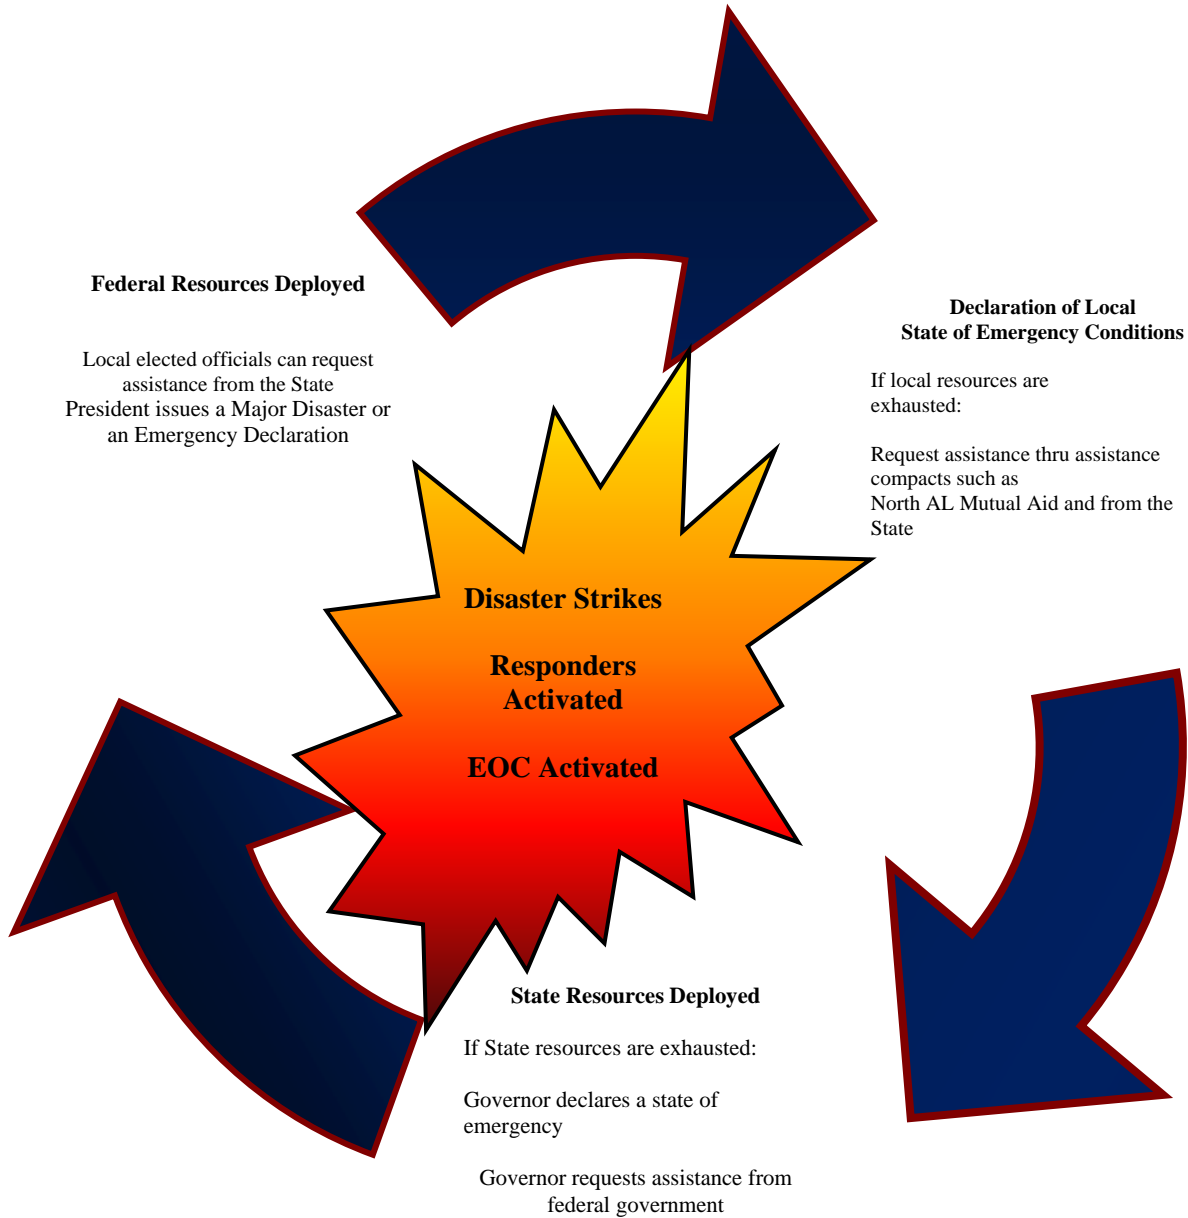 Federal Resources Deployed
Local elected officials can request
assistance from the State
President issues a Major Disaster or
an Emergency Declaration
Declaration of Local
State of Emergency Conditions
If local resources are
exhausted:
Request assistance thru assistance
compacts such as
North AL Mutual Aid and from the
State
Disaster Strikes
Responders
Activated
EOC Activated
State Resources Deployed
If State resources are exhausted:
Governor declares a state of
emergency
Governor requests assistance from
federal government